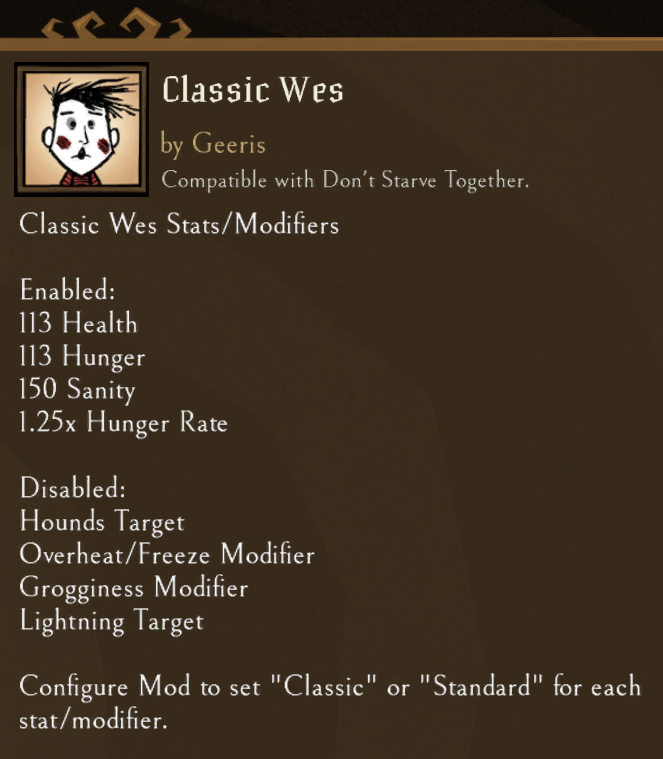 Classic Wes
by Geeris
Compatible with Don't Starve Together.
Classic Wes Stats/Modifiers
Enabled:
113 Health
113 Hunger
150 Sanity
1.25x Hunger Rate
Disabled:
Hounds Target
Overheat/Freeze Modifier
Grogginess Modifier
Lightning Target
Configure Mod to set "Classic" or "Standard" for each
stat/modifier.